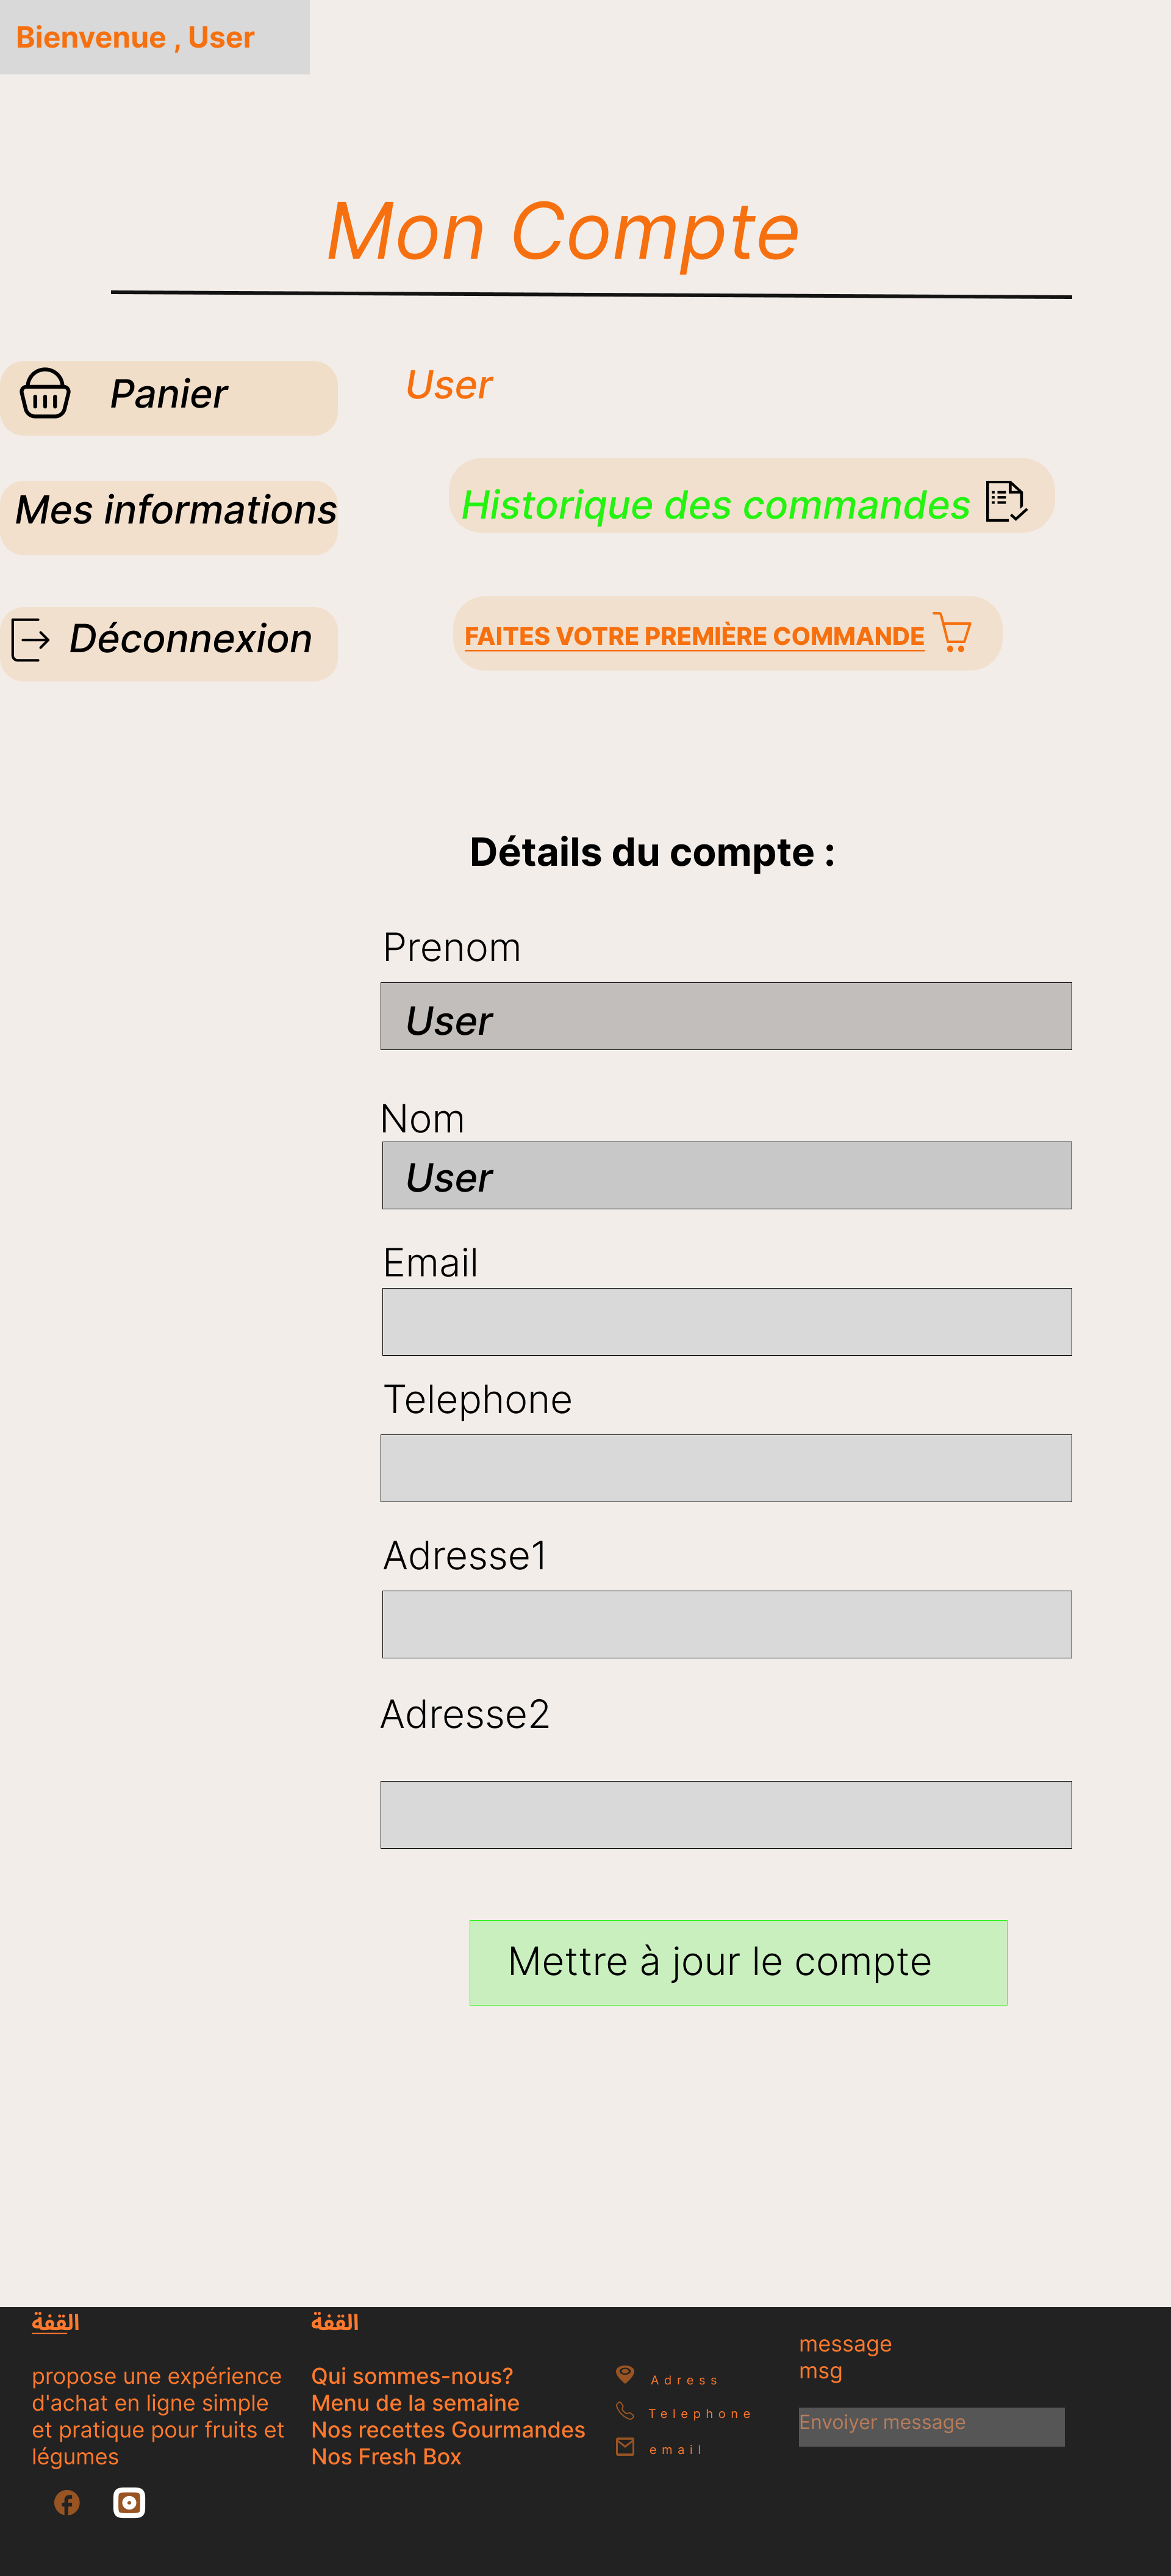 Bienvenue , User
Mon Compte
Panier
User
Mes informations
Historique des commandes
Déconnexion
FAITES VOTRE PREMIÈRE COMMANDE
Détails du compte :
Prenom
User
Nom
User
Email
Telephone
Adresse1
Adresse2
Mettre à jour le compte
القفة
propose une expérience
d'achat en ligne simple
et pratique pour fruits et
légumes
القفة
Qui sommes-nous?
Menu de la semaine
Nos recettes Gourmandes
Nos Fresh Box
Adress
Telephone
email
message
msg
Envoiyer message